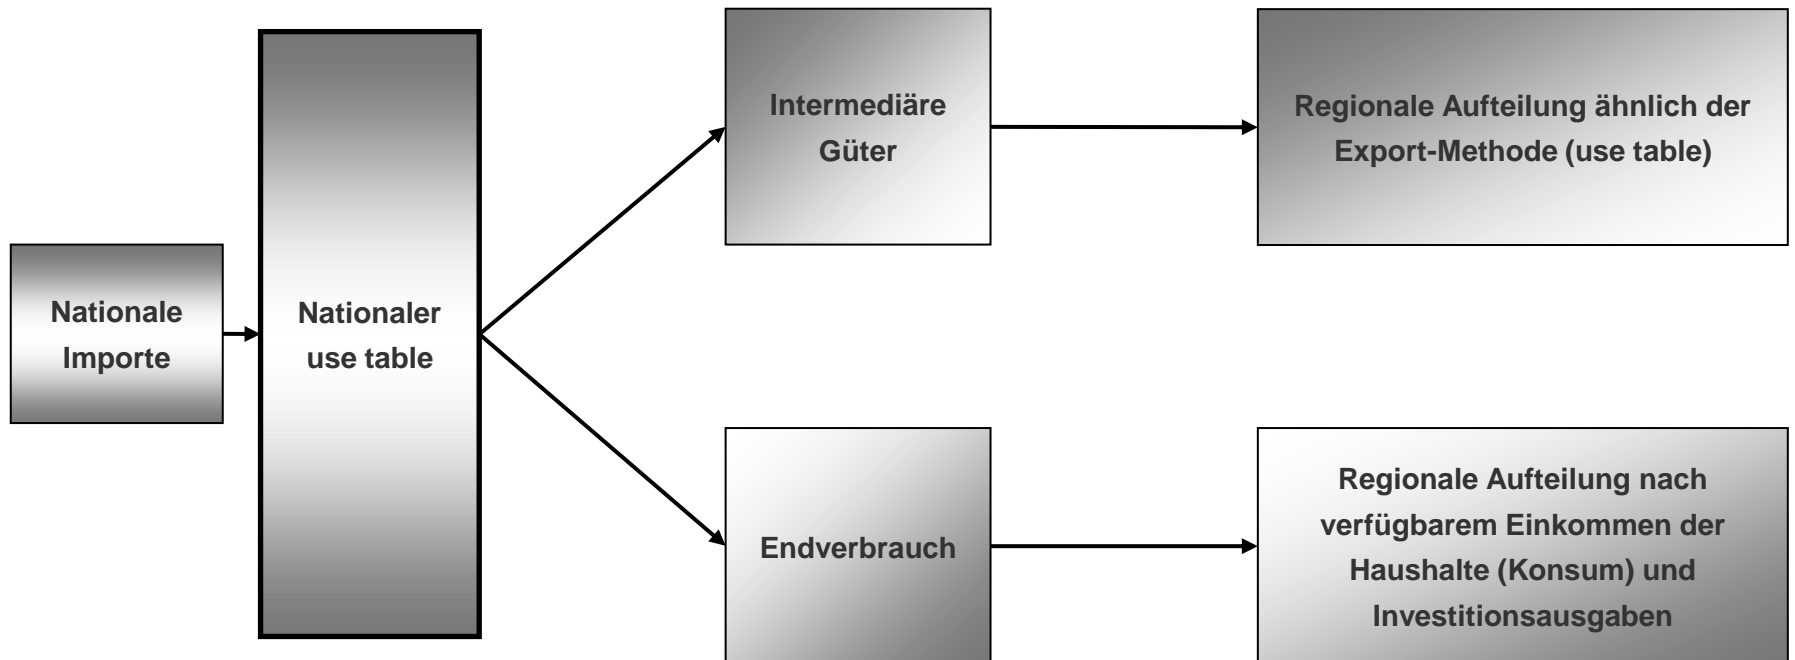 Nationale
Importe
Nationaler
use table
Intermediäre
Güter
Regionale Aufteilung ähnlich der
Export-Methode (use table)
Endverbrauch
Regionale Aufteilung nach
verfügbarem Einkommen der
Haushalte (Konsum) und
Investitionsausgaben